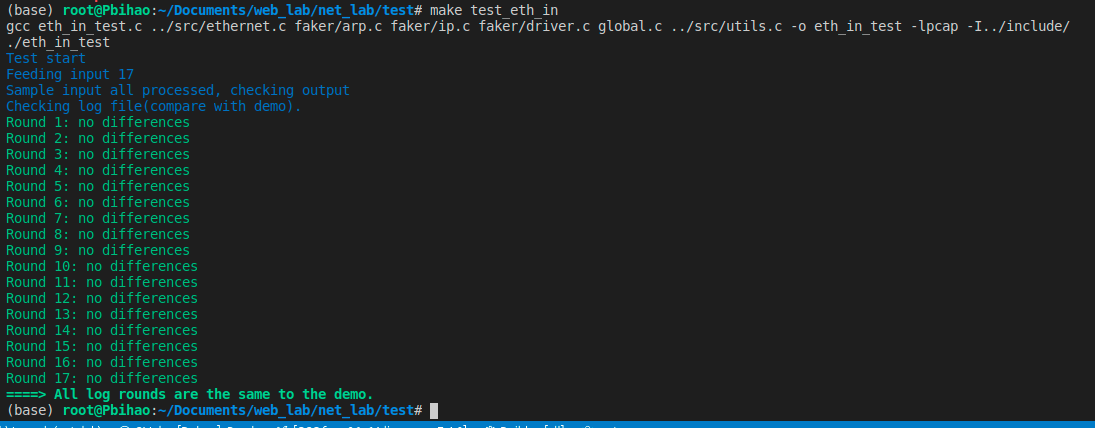 (base) root@Pbihao:~/Documents/web_lab/net_lab/test# make test_eth_in
gcc eth_in_test.c ../src/ethernet.c faker/arp.c faker/ip.c faker/driver.c global.c ../src/utils.c -o eth_in_test -lpcap -I../include/
./eth_in_test
Test start
Feeding input 17
Sample input all processed, checking output
Checking log file(compare with demo).
Round 1: no differences
Round 2: no differences
Round 3: no differences
Round 4: no differences
Round 5: no differences
Round 6: no differences
Round 7: no differences
Round 8: no differences
Round 9: no differences
Round 10: no differences
Round 11: no differences
Round 12: no differences
Round 13: no differences
Round 14: no differences
Round 15: no differences
Round 16: no differences
Round 17: no differences
====> All log rounds are the same to the demo.
(base) root@Pbihao:~/Documents/web_lab/net_lab/test#